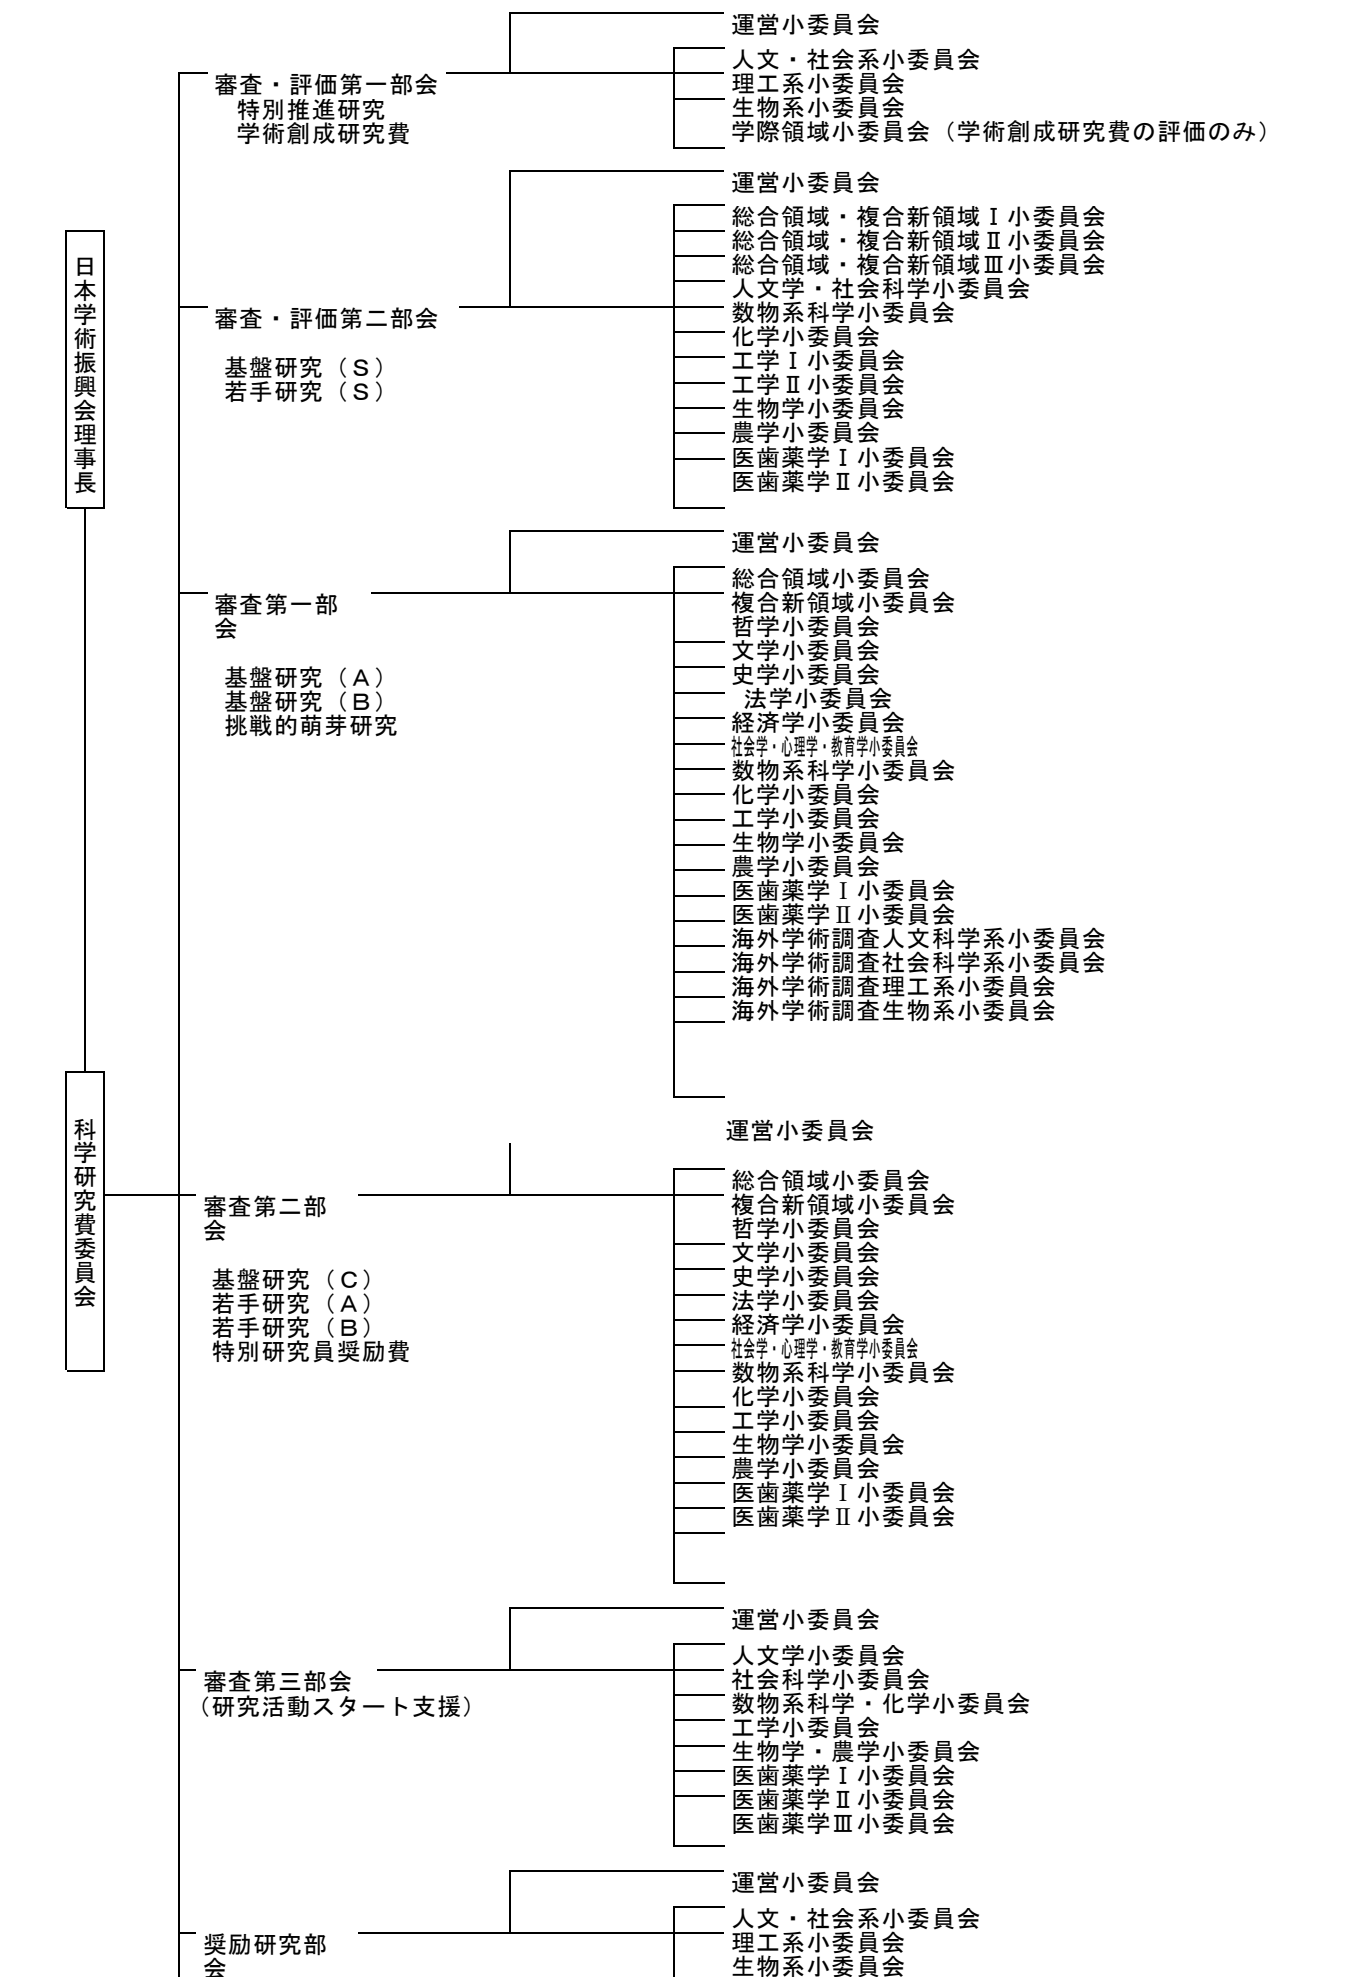 日本学術振興会理事長
科学研究費委員会
審査・評価第一部会
特別推進研究
学術創成研究費
運営小委員会
人文・社会系小委員会
理工系小委員会
生物系小委員会
学際領域小委員会（学術創成研究費の評価のみ）
審査・評価第二部会
基盤研究（Ｓ）
若手研究（Ｓ）
運営小委員会
総合領域・複合新領域Ⅰ小委員会
総合領域・複合新領域Ⅱ小委員会
総合領域・複合新領域Ⅲ小委員会
人文学・社会科学小委員会
数物系科学小委員会
化学小委員会
工学Ⅰ小委員会
工学Ⅱ小委員会
生物学小委員会
農学小委員会
医歯薬学Ⅰ小委員会
医歯薬学Ⅱ小委員会
審査第一部
会
基盤研究（Ａ）
基盤研究（Ｂ）
挑戦的萌芽研究
運営小委員会
総合領域小委員会
複合新領域小委員会
哲学小委員会
文学小委員会
史学小委員会
法学小委員会
経済学小委員会
社会学・心理学・教育学小委員会
数物系科学小委員会
化学小委員会
工学小委員会
生物学小委員会
農学小委員会
医歯薬学Ⅰ小委員会
医歯薬学Ⅱ小委員会
海外学術調査人文科学系小委員会
海外学術調査社会科学系小委員会
海外学術調査理工系小委員会
海外学術調査生物系小委員会
審査第二部
会
基盤研究（Ｃ）
若手研究（Ａ）
若手研究（Ｂ）
特別研究員奨励費
運営小委員会
総合領域小委員会
複合新領域小委員会
哲学小委員会
文学小委員会
史学小委員会
法学小委員会
経済学小委員会
社会学・心理学・教育学小委員会
数物系科学小委員会
化学小委員会
工学小委員会
生物学小委員会
農学小委員会
医歯薬学Ⅰ小委員会
医歯薬学Ⅱ小委員会
審査第三部会
（研究活動スタート支援）
運営小委員会
人文学小委員会
社会科学小委員会
数物系科学・化学小委員会
工学小委員会
生物学・農学小委員会
医歯薬学Ⅰ小委員会
医歯薬学Ⅱ小委員会
医歯薬学Ⅲ小委員会
奨励研究部
会
運営小委員会
人文・社会系小委員会
理工系小委員会
生物系小委員会